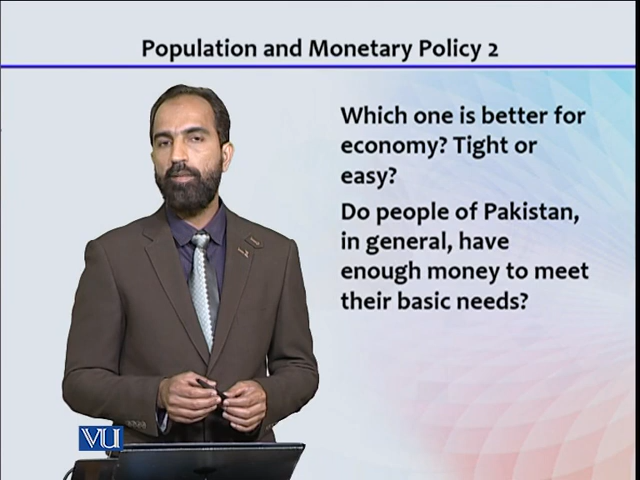 Population and Monetary Policy 2
Which one is better for
economy? Tight or
easy?
Do people of Pakistan,
in general, have
enough money to meet
their basic needs?
VU